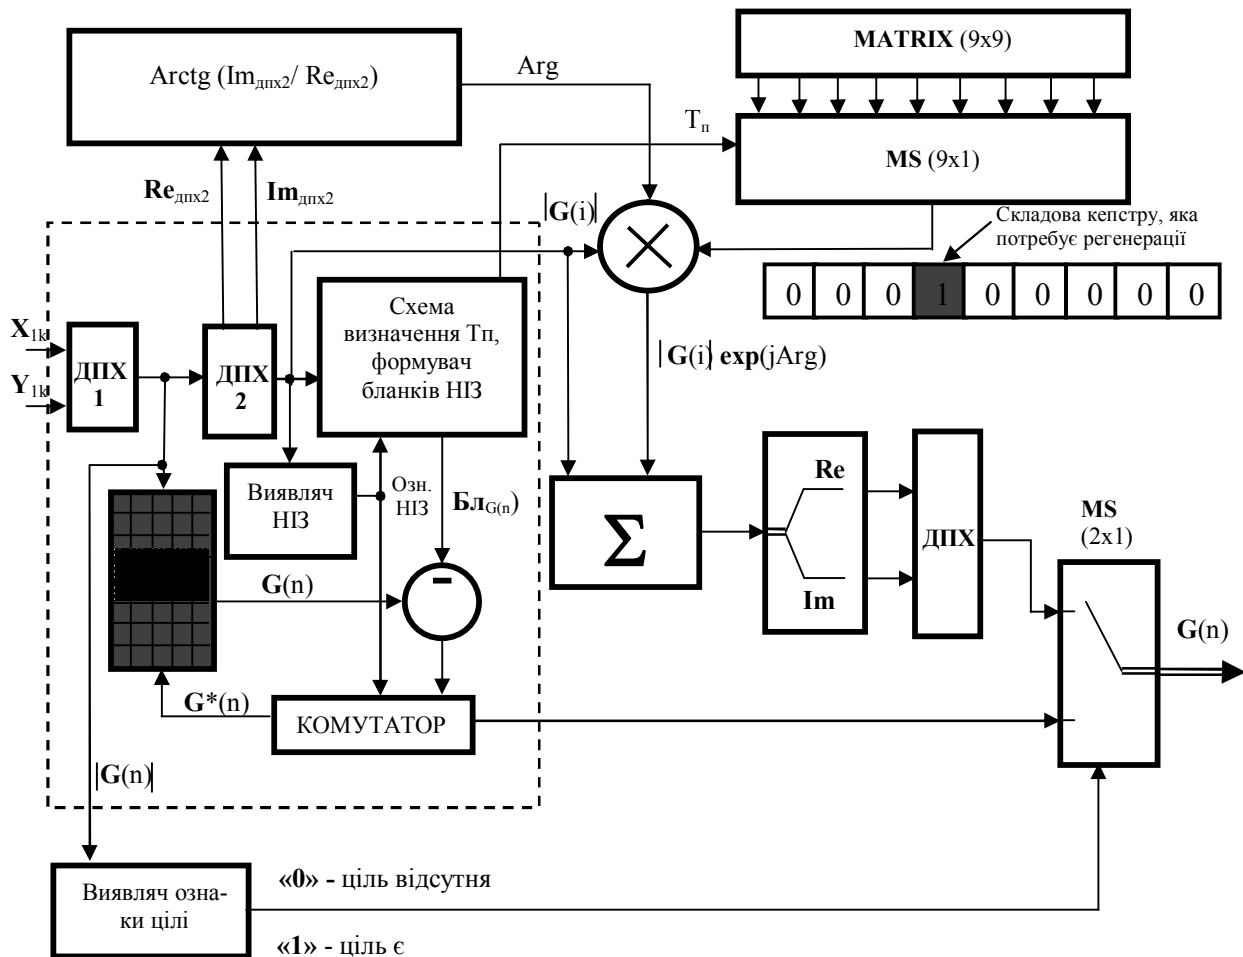 MATRIX (9x9)
Arctg (Imдпх2/ Reдпх2)
Arg
Tп
MS (9x1)
Reдпх2
Imдпх2
|G(i)|
Складова кепстру, яка
потребує регенерації
0 0 0 1 0 0 0 0 0
X1k
Y1k
ДПХ
1
ДПХ
2
Схема
визначення Тп,
формувач
бланків НІЗ
|G(i)| exp(jArg)
Виявляч
НІЗ
Озн.
НІЗ
БлG(n)
Σ
Re
Im
ДПХ
MS
(2x1)
G(n)
-
G(n)
G*(n)
КОМУТАТОР
|G(n)|
Виявляч озна-
ки цілі
«0» - ціль відсутня
«1» - ціль є